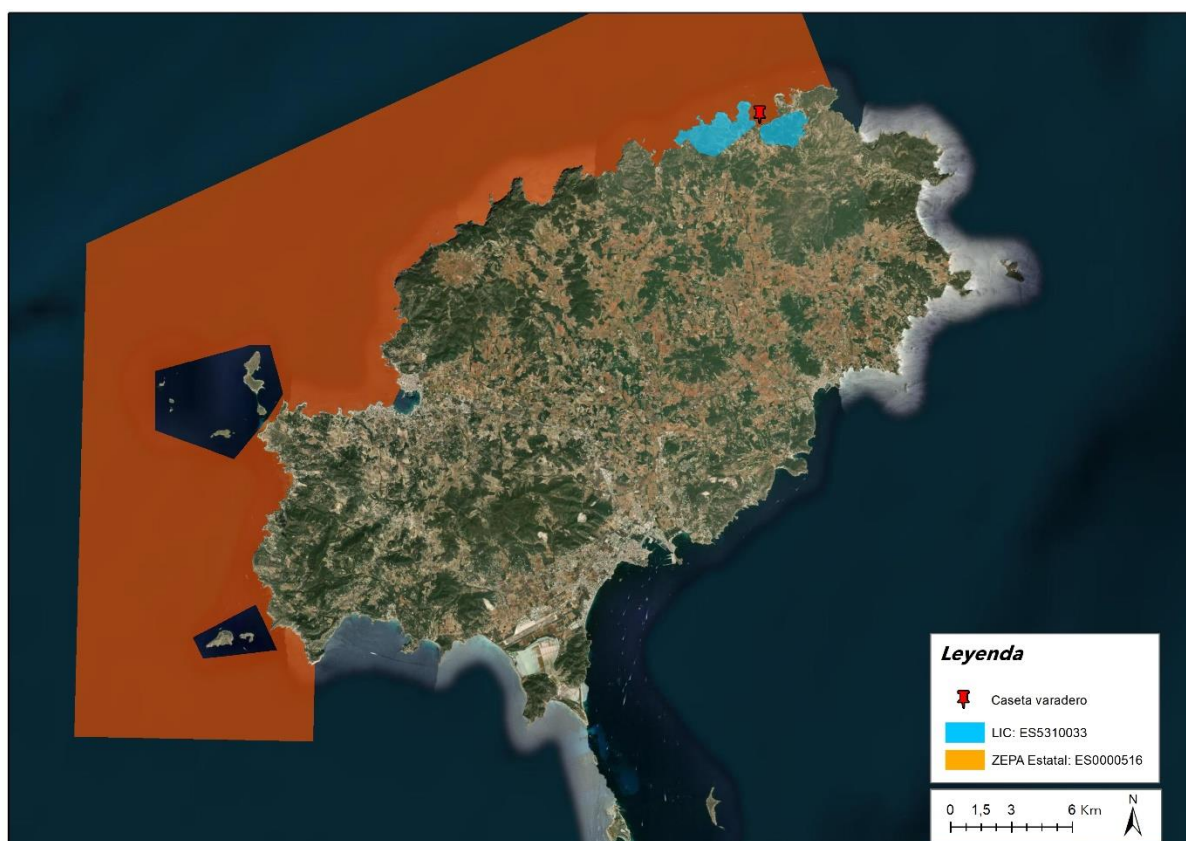 Leyenda
Caseta varadero
LIC: ES5310033
ZEPA Estatal: ES0000516
0 1,5 3 6 Km
N